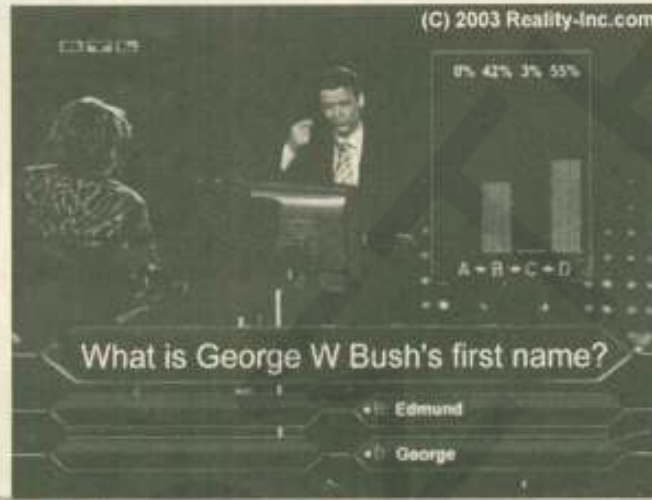 (C) 2003 Reality-Inc.com
0% 42% 3% 55%
A B C D
What is George W Bush's first name?
Edmund
George